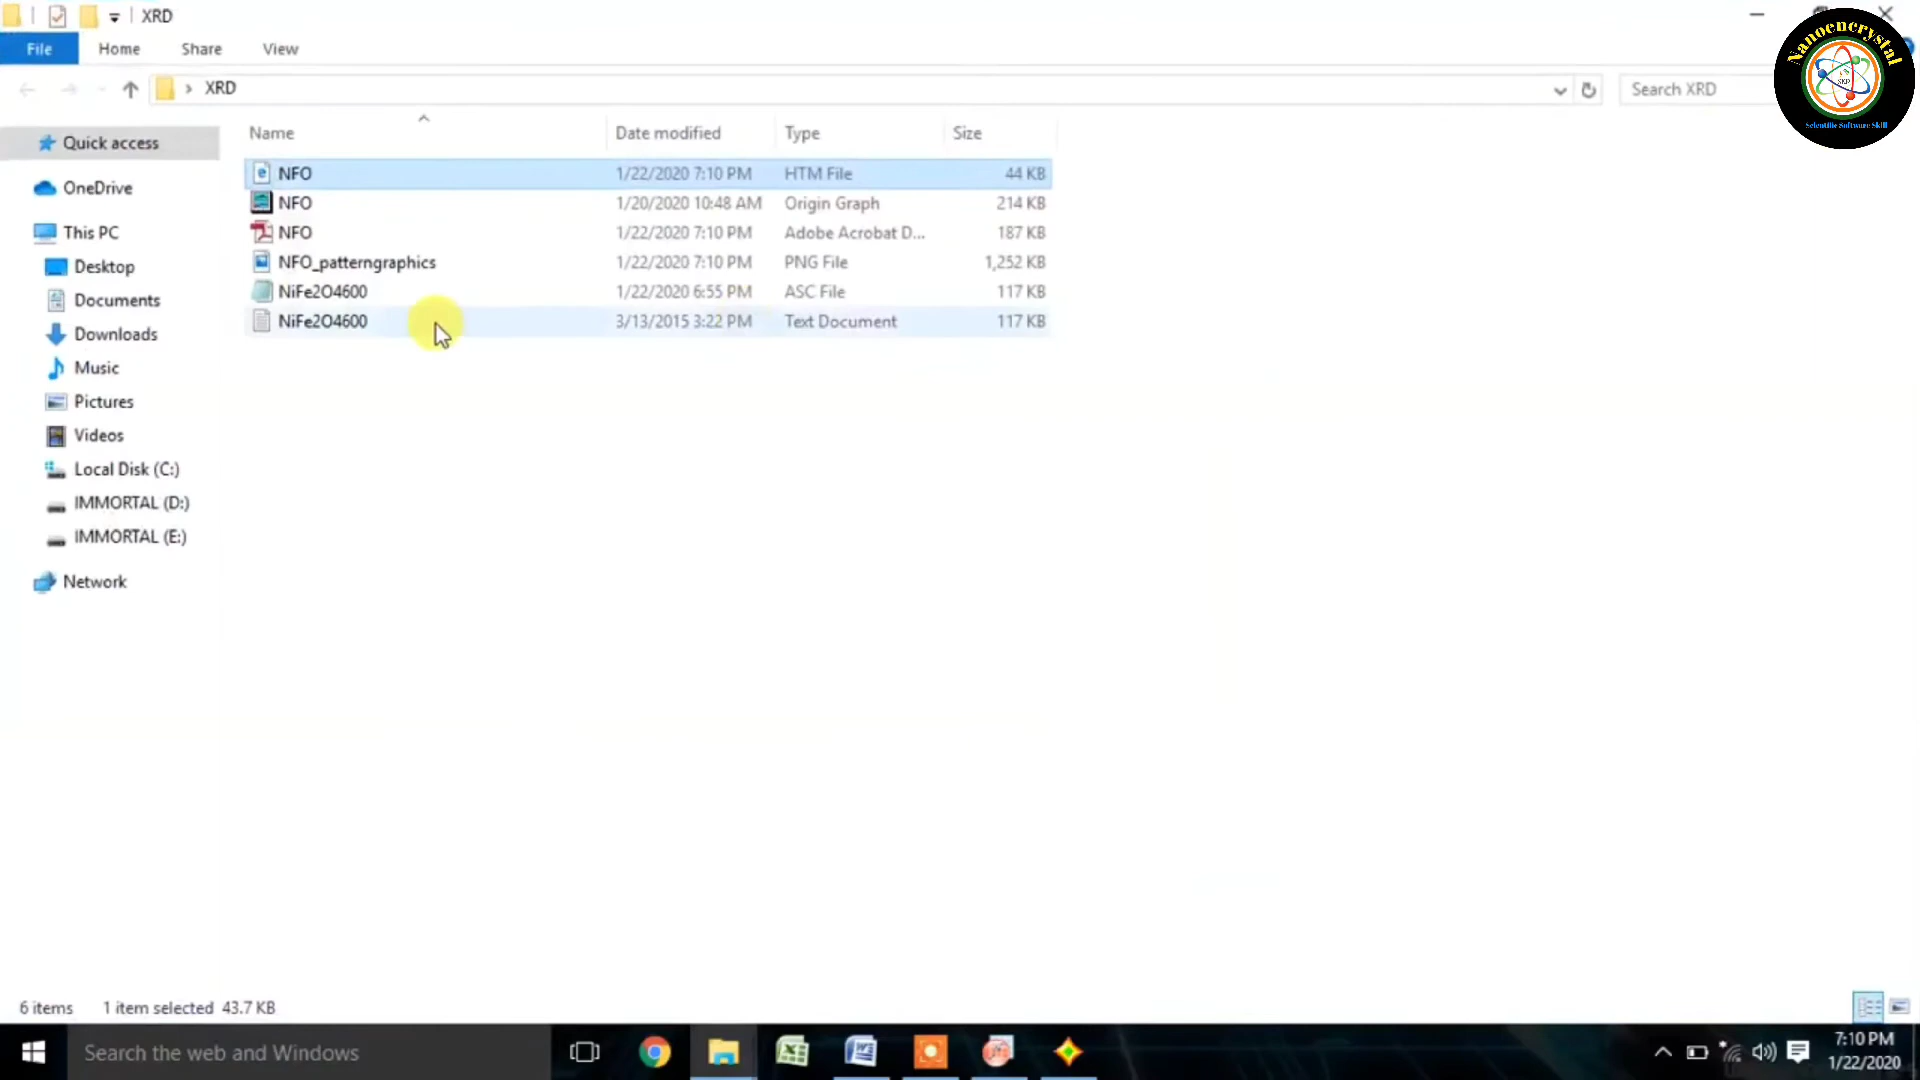 XRD
File Home Share View
XRD
Search XRD
Nanoencrystal
SKD
Scientific Software Skill
Name Date modified Type Size
Quick access
OneDrive
This PC
Desktop
Documents
Downloads
Music
Pictures
Videos
Local Disk (C:)
IMMORTAL (D:)
IMMORTAL (E:)
Network
NFO 1/22/2020 7:10 PM HTM File 44 KB
NFO 1/20/2020 10:48 AM Origin Graph 214 KB
NFO 1/22/2020 7:10 PM Adobe Acrobat D... 187 KB
NFO_patterngraphics 1/22/2020 7:10 PM PNG File 1,252 KB
NiFe2O4600 1/22/2020 6:55 PM ASC File 117 KB
NiFe2O4600 3/13/2015 3:22 PM Text Document 117 KB
6 items 1 item selected 43.7 KB
Search the web and Windows
7:10 PM
1/22/2020